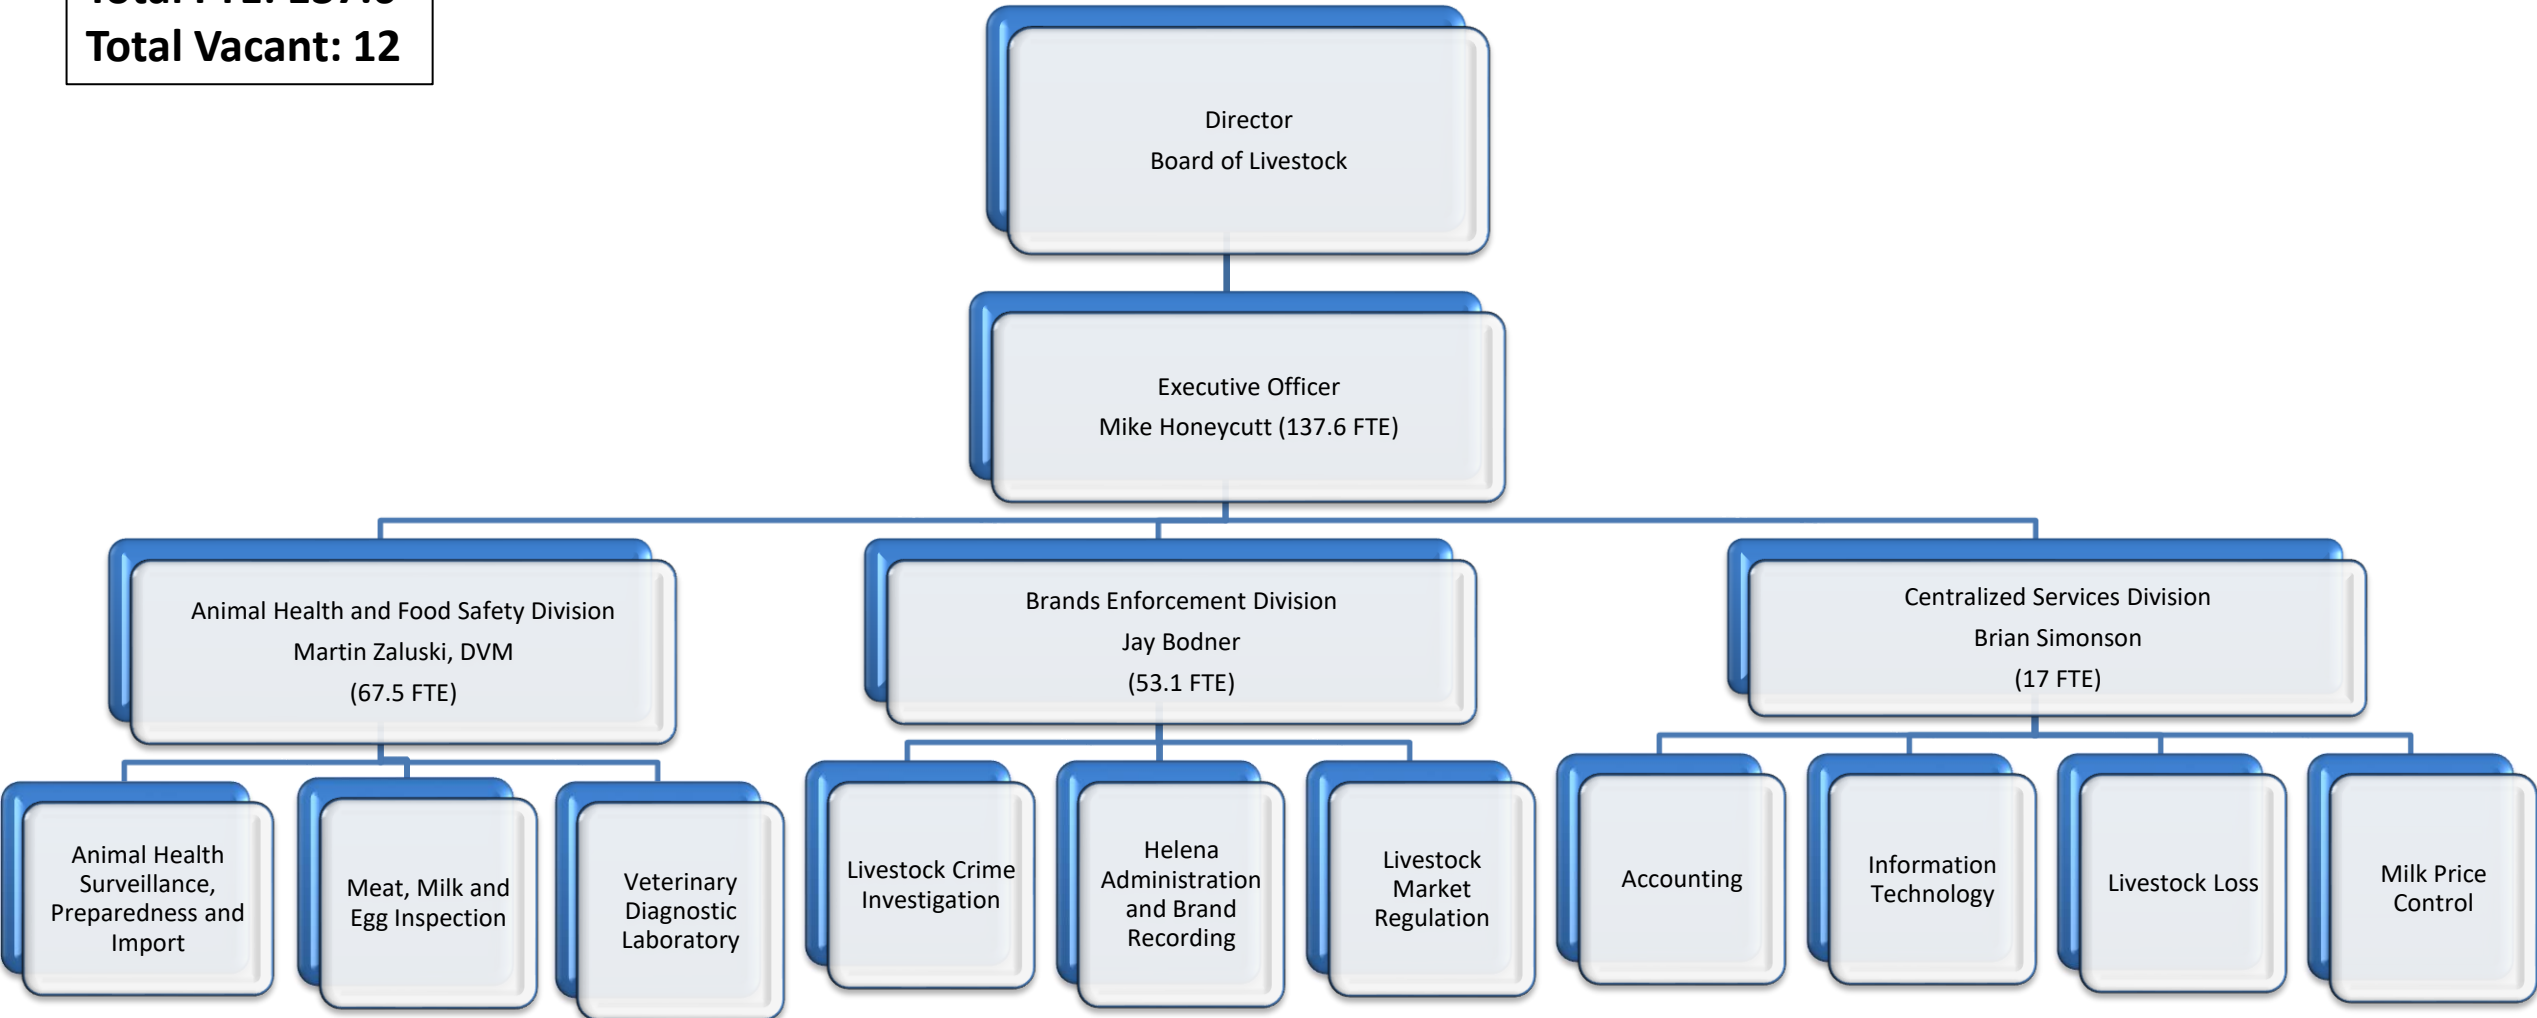 Total Vacant: 12
Director
Board of Livestock
Executive Officer
Mike Honeycutt (137.6 FTE)
Animal Health and Food Safety Division
Martin Zaluski, DVM
(67.5 FTE)
Brands Enforcement Division
Jay Bodner
(53.1 FTE)
Centralized Services Division
Brian Simonson
(17 FTE)
Animal Health
Surveillance,
Preparedness and
Import
Meat, Milk and
Egg Inspection
Veterinary
Diagnostic
Laboratory
Livestock Crime
Investigation
Helena
Administration
and Brand
Recording
Livestock
Market
Regulation
Accounting
Information
Technology
Livestock Loss
Milk Price
Control